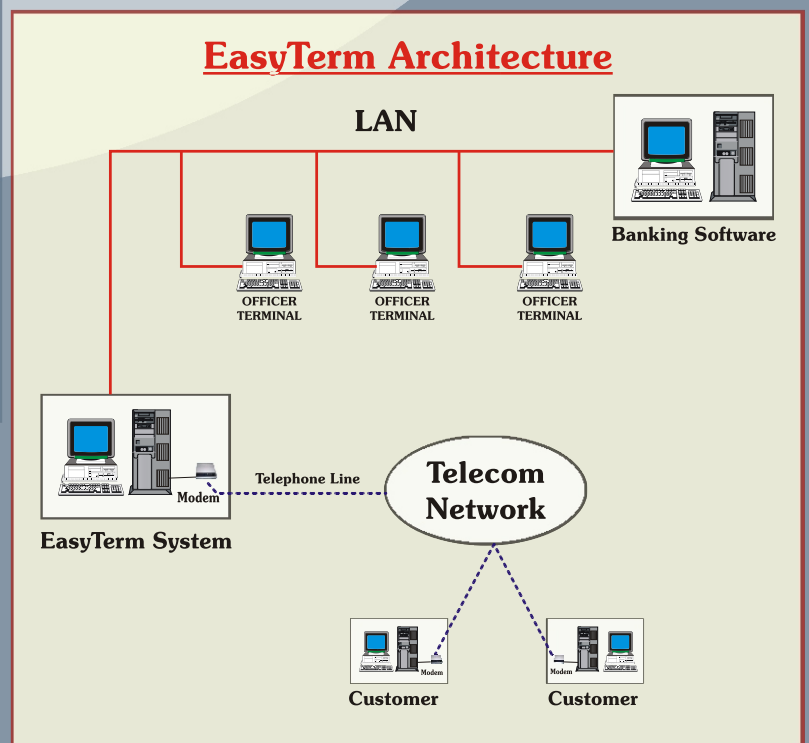 EasyTerm Architecture
LAN
Banking Software
OFFICER
TERMINAL
OFFICER
TERMINAL
OFFICER
TERMINAL
Telephone Line
Modem
EasyTerm System
Telecom
Network
Modem
Modem
Customer
Customer